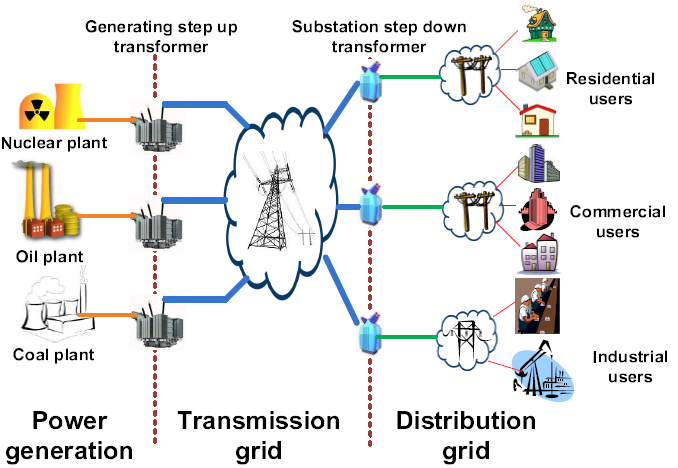 Generating step up
transformer
Substation step down
transformer
Nuclear plant
Oil plant
Coal plant
Residential
users
Commercial
users
Industrial
users
Power
generation
Transmission
grid
Distribution
grid